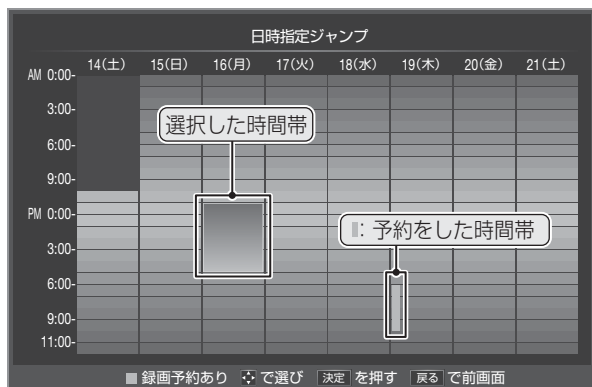 日時指定ジャンプ
14(土) 15(日) 16(月) 17(火) 18(水) 19(木) 20(金) 21(土)
AM 0:00-
3:00-
選択した時間帯
6:00-
9:00-
PM 0:00-
: 予約をした時間帯
3:00-
6:00-
9:00-
11:00-
録画予約あり で選び 決定 を押す 戻る で前画面